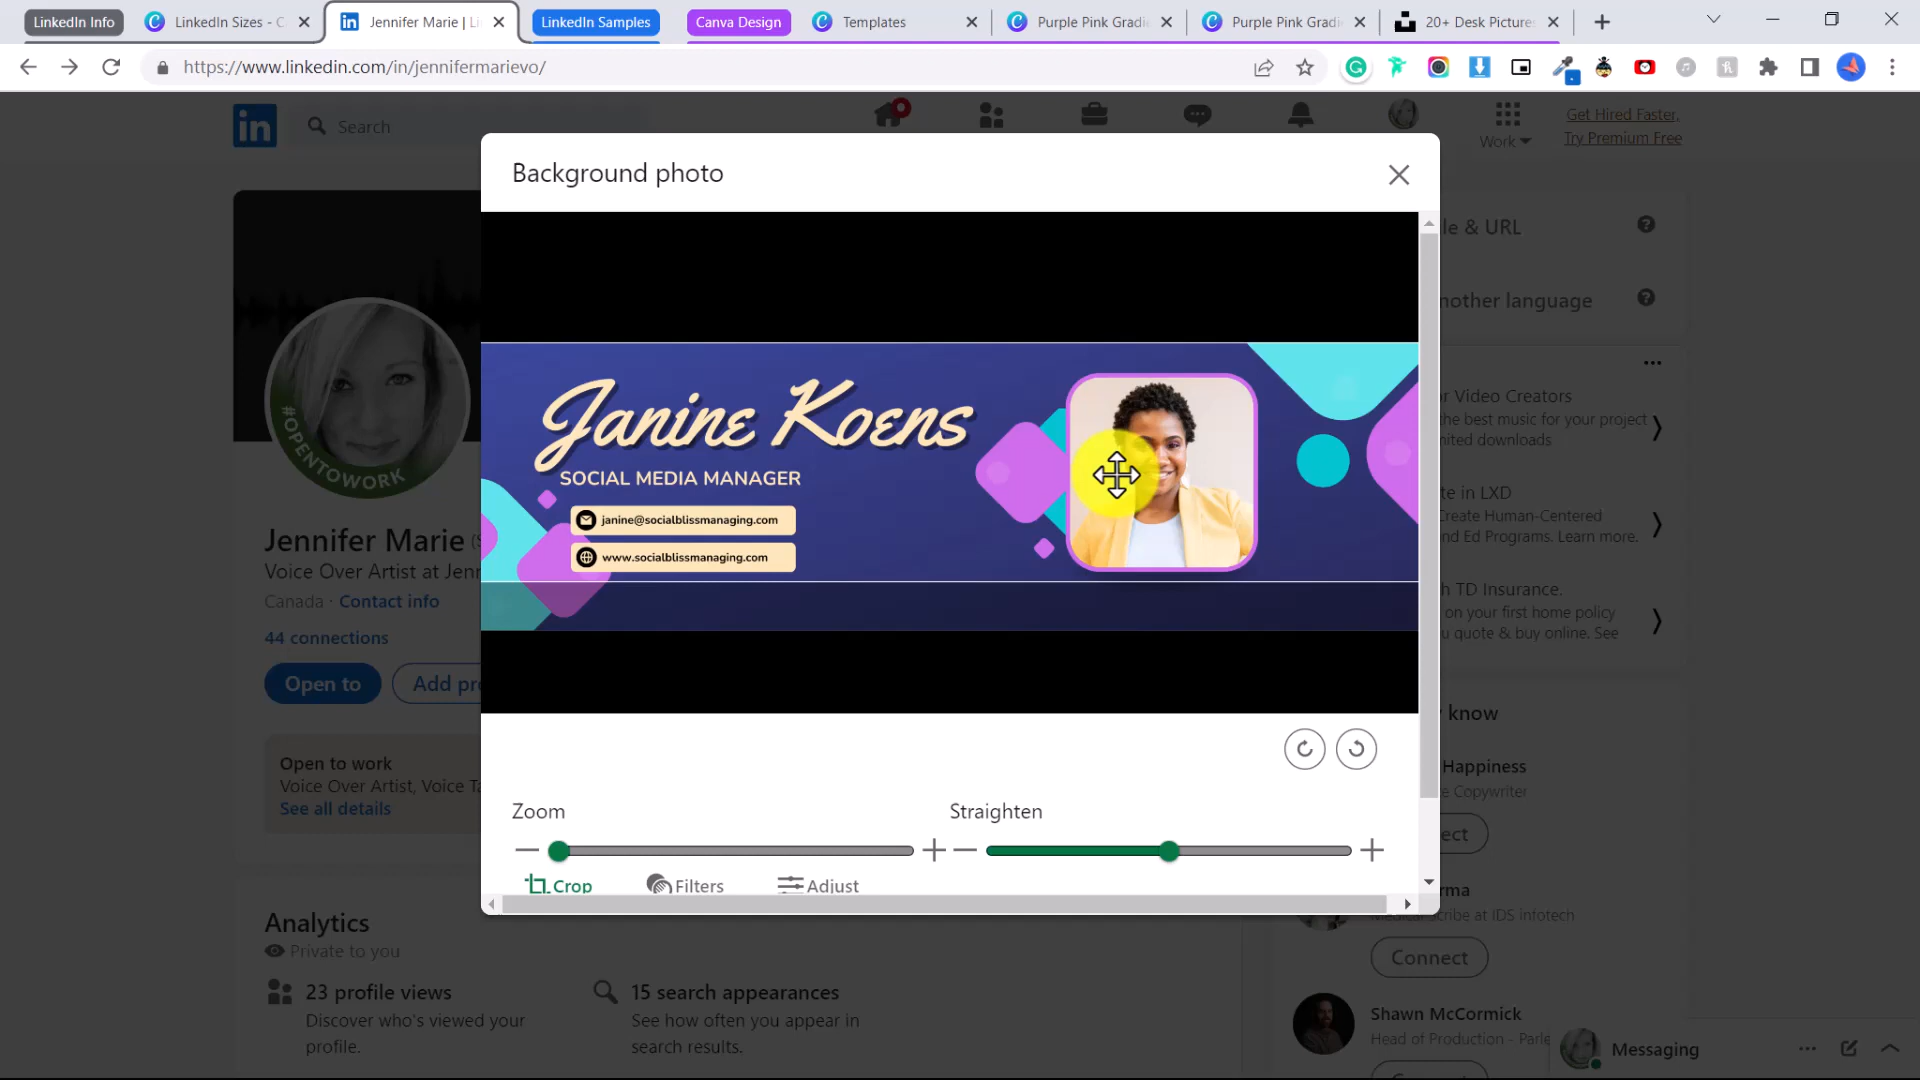 LinkedIn Info
LinkedIn Sizes - C
Jennifer Marie | Li
LinkedIn Samples
Canva Design
Templates
Purple Pink Gradi
Purple Pink Gradi
20+ Desk Pictures
https://www.linkedin.com/in/jennifermarievo/
in
Search
Work
Get Hired Faster,
Try Premium Free
Background photo
le & URL
nother language
Janine Koens
SOCIAL MEDIA MANAGER
janine@socialblissmanaging.com
www.socialblissmanaging.com
#OPENTOWORK
Jennifer Marie
Voice Over Artist at Jen
Canada · Contact info
44 connections
Open to
Add pr
Open to work
Voice Over Artist, Voice Ta
See all details
or Video Creators
the best music for your project
nited downloads
te in LXD
Create Human-Centered
nd Ed Programs. Learn more.
h TD Insurance.
on your first home policy
u quote & buy online. See
know
Happiness
e Copywriter
ect
Zoom
Straighten
Crop
Filters
Adjust
rma
Medical Scribe at IDS infotech
Connect
Analytics
Private to you
23 profile views
Discover who's viewed your
profile.
15 search appearances
See how often you appear in
search results.
Shawn McCormick
Head of Production - Parle
Messaging